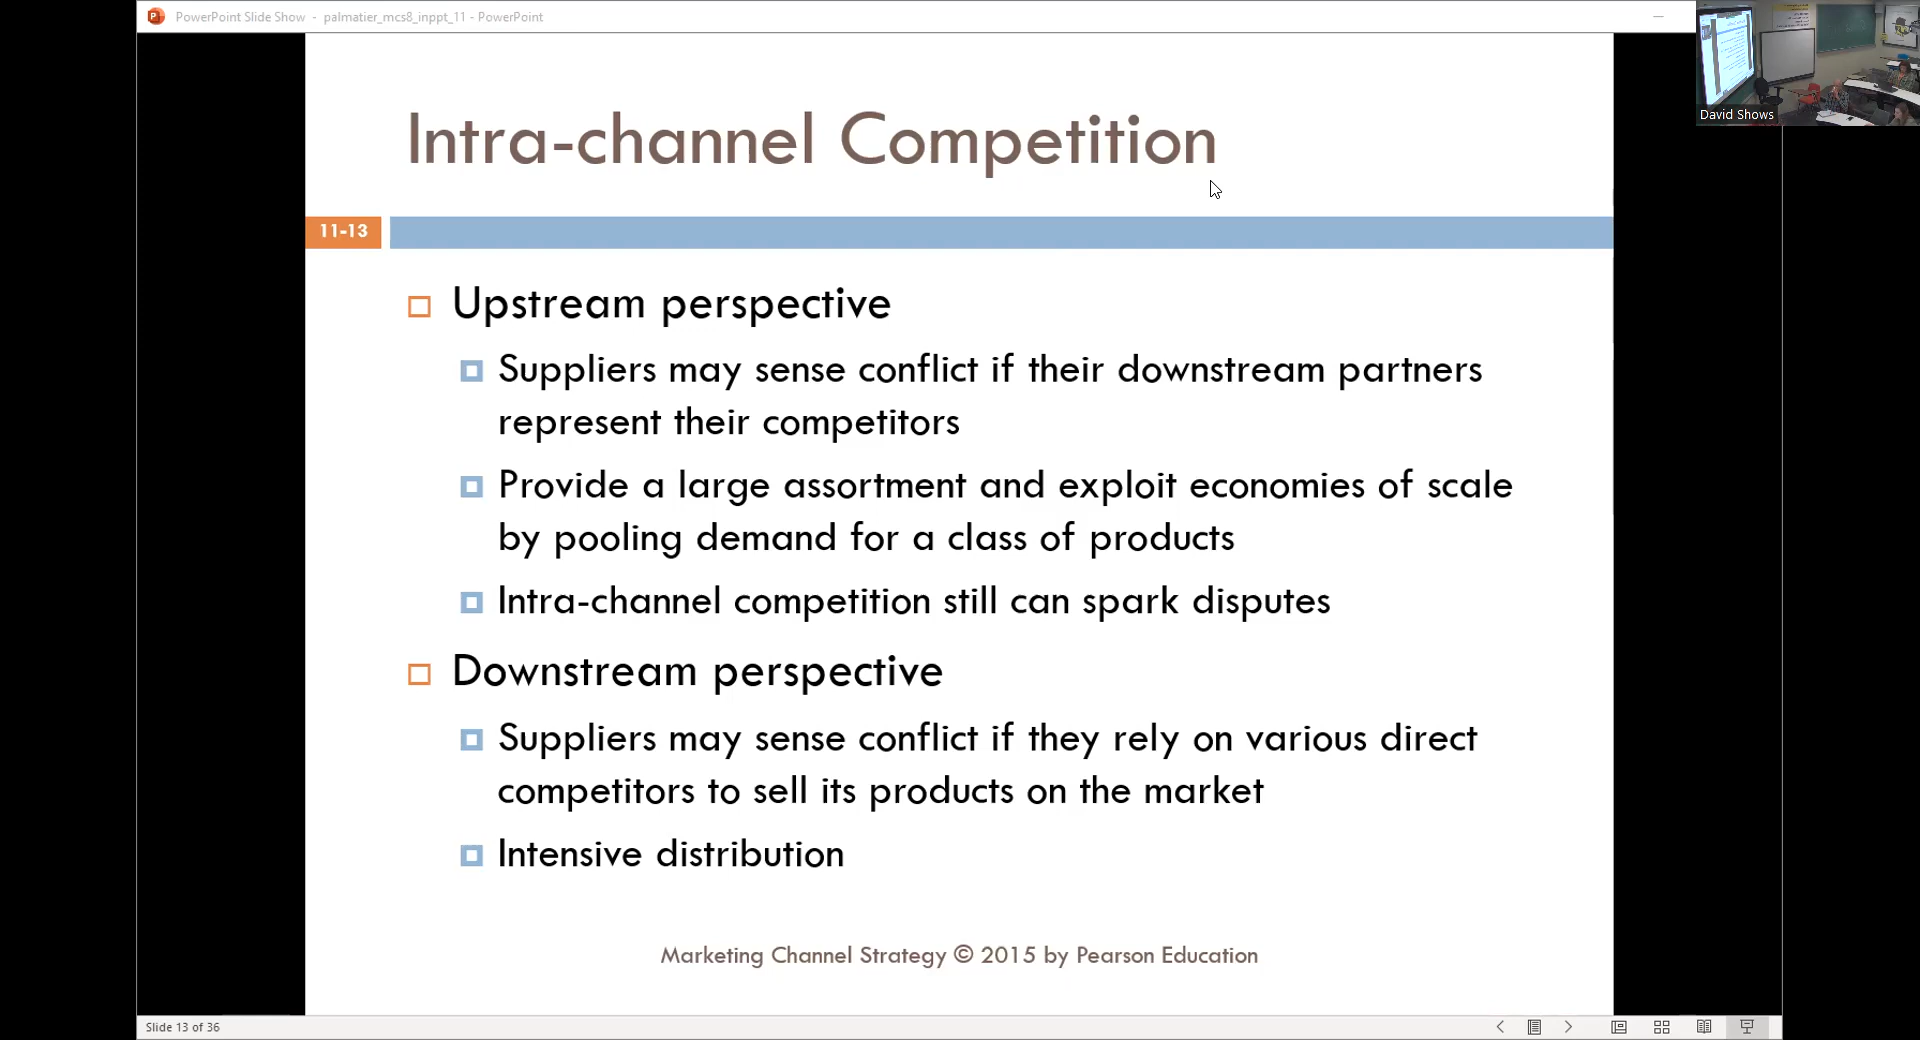 PowerPoint Slide Show - palmatier_mcs8_inppt_11 - PowerPoint
David Shows
Intra-channel Competition
11-13
Upstream perspective
Suppliers may sense conflict if their downstream partners
represent their competitors
Provide a large assortment and exploit economies of scale
by pooling demand for a class of products
Intra-channel competition still can spark disputes
Downstream perspective
Suppliers may sense conflict if they rely on various direct
competitors to sell its products on the market
Intensive distribution
Marketing Channel Strategy © 2015 by Pearson Education
Slide 13 of 36